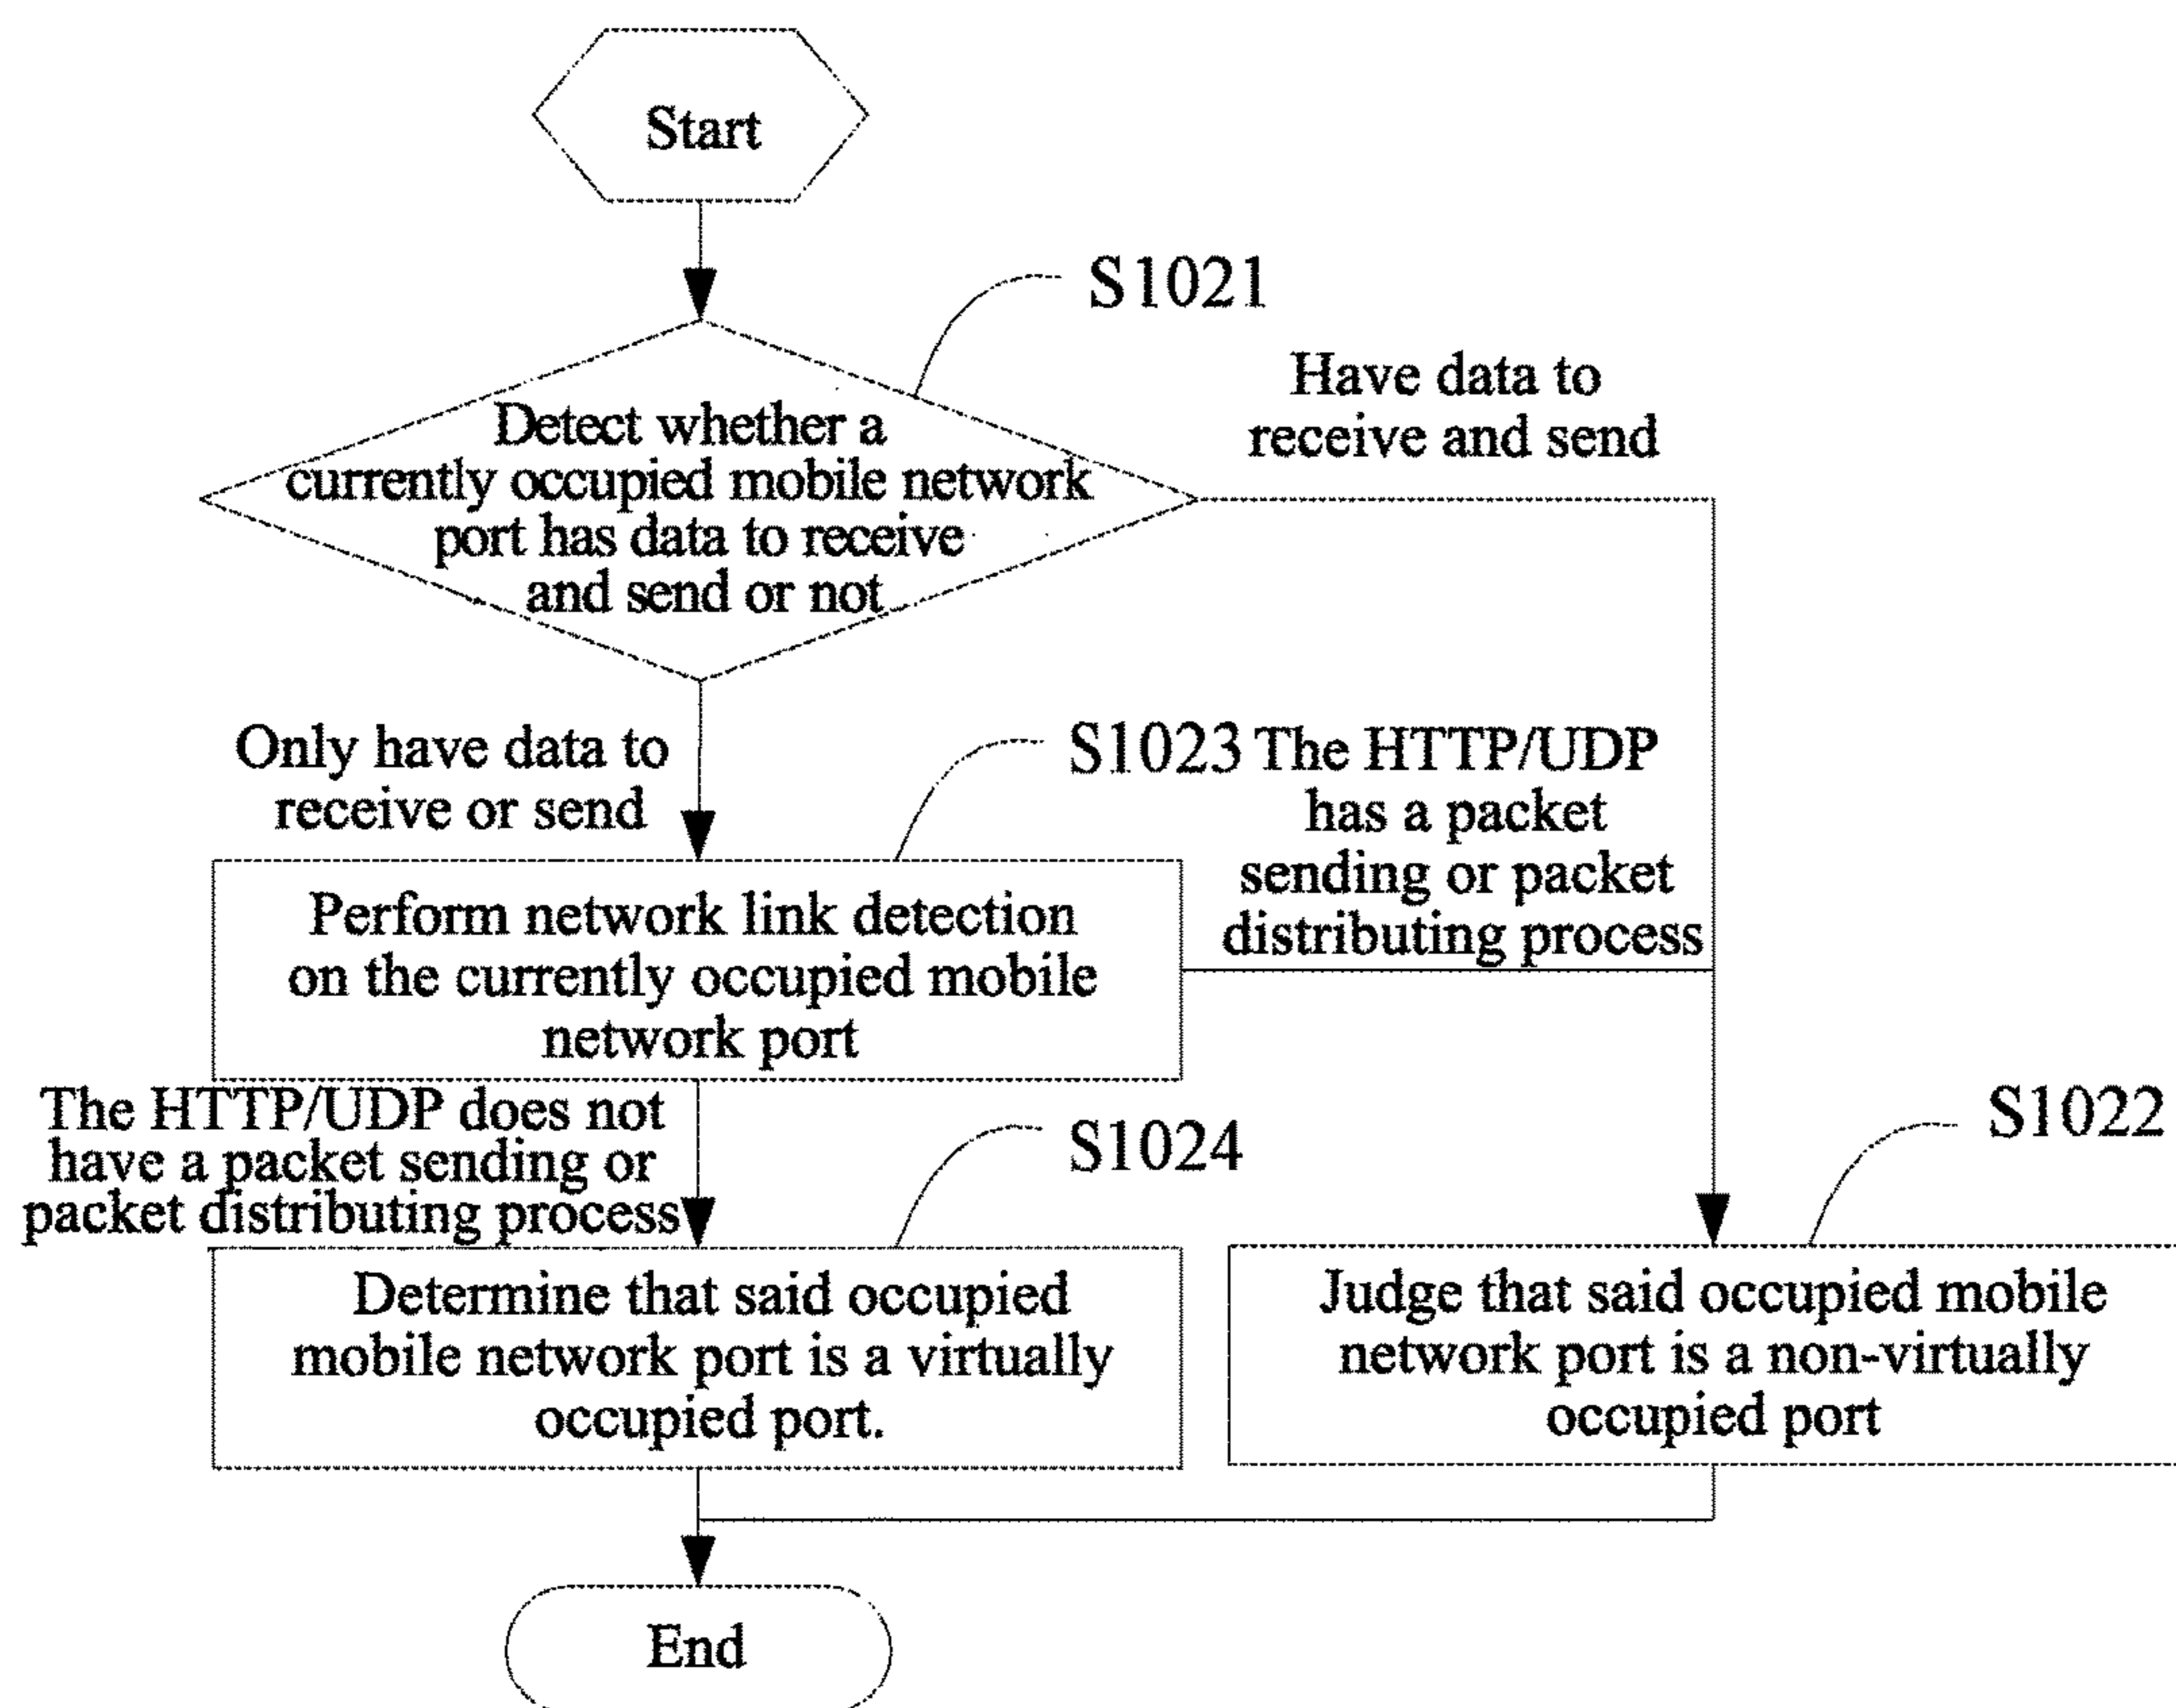 Start
S1021
Have data to
receive and send
Detect whether a
currently occupied mobile network
port has data to receive
and send or not
Only have data to
receive or send
S1023
The HTTP/UDP
has a packet
sending or packet
distributing process
Perform network link detection
on the currently occupied mobile
network port
The HTTP/UDP does not
have a packet sending or
packet distributing process
S1024
S1022
Determine that said occupied
mobile network port is a virtually
occupied port.
Judge that said occupied mobile
network port is a non-virtually
occupied port
End